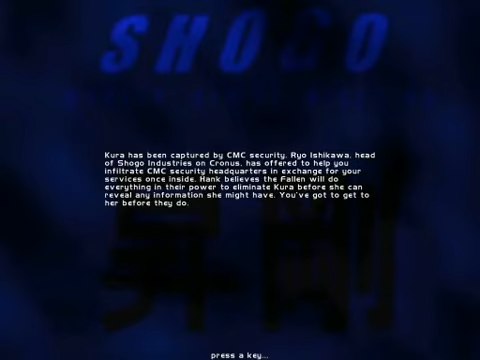 SHOGO
Kura has been captured by CMC security. Ryo Ishikawa, head
of Shogo Industries on Cronus, has offered to help you
infiltrate CMC security headquarters in exchange for your
services once inside. Hank believes the Fallen will do
everything in their power to eliminate Kura before she can
reveal any information she might have. You've got to get to
her before they do.
press a key...